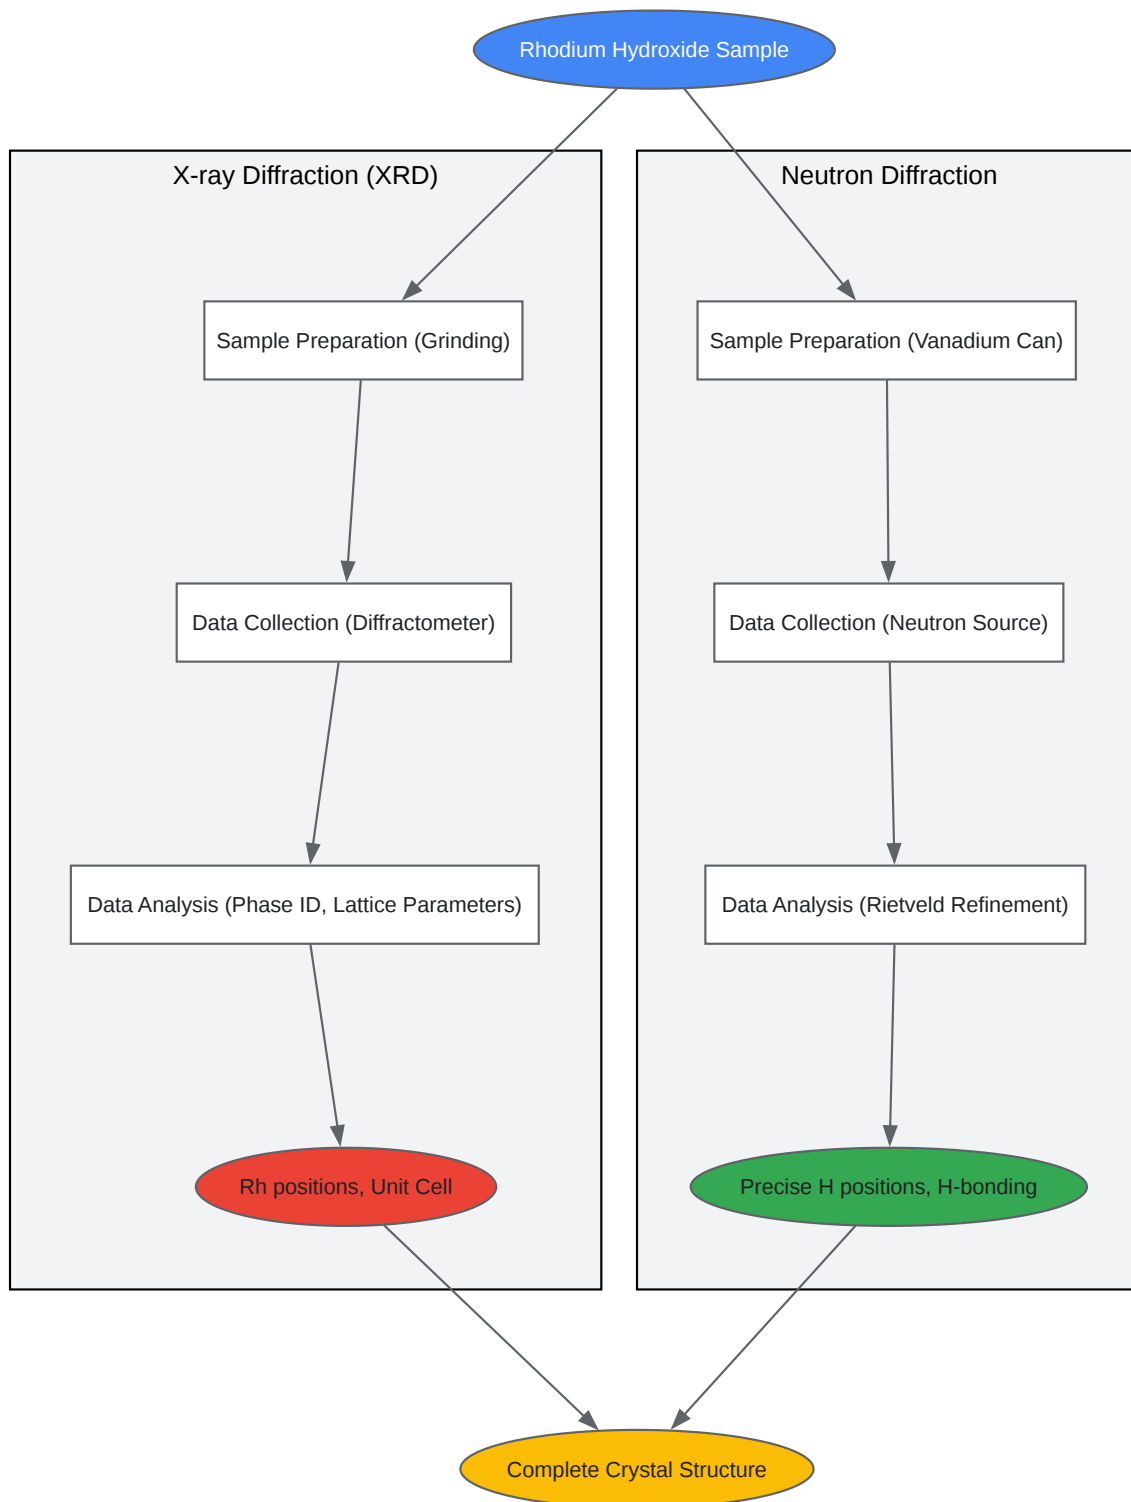 Rhodium Hydroxide Sample
X-ray Diffraction (XRD)
Sample Preparation (Grinding)
Data Collection (Diffractometer)
Data Analysis (Phase ID, Lattice Parameters)
Rh positions, Unit Cell
Neutron Diffraction
Sample Preparation (Vanadium Can)
Data Collection (Neutron Source)
Data Analysis (Rietveld Refinement)
Precise H positions, H-bonding
Complete Crystal Structure